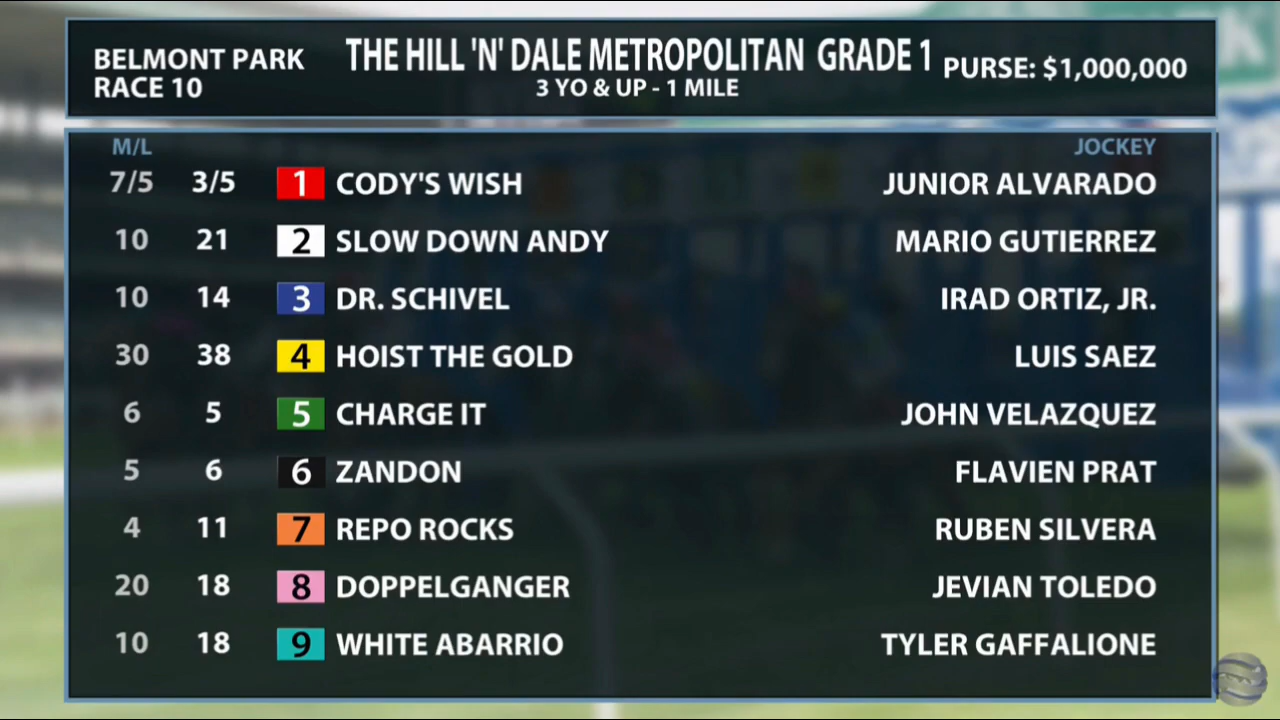 BELMONT PARK
RACE 10
THE HILL 'N' DALE METROPOLITAN GRADE 1
3 YO & UP - 1 MILE
PURSE: $1,000,000
M/L JOCKEY
7/5 3/5 1 CODY'S WISH JUNIOR ALVARADO
10 21 2 SLOW DOWN ANDY MARIO GUTIERREZ
10 14 3 DR. SCHIVEL IRAD ORTIZ, JR.
30 38 4 HOIST THE GOLD LUIS SAEZ
6 5 5 CHARGE IT JOHN VELAZQUEZ
5 6 6 ZANDON FLAVIEN PRAT
4 11 7 REPO ROCKS RUBEN SILVERA
20 18 8 DOPPELGANGER JEVIAN TOLEDO
10 18 9 WHITE ABARRIO TYLER GAFFALIONE